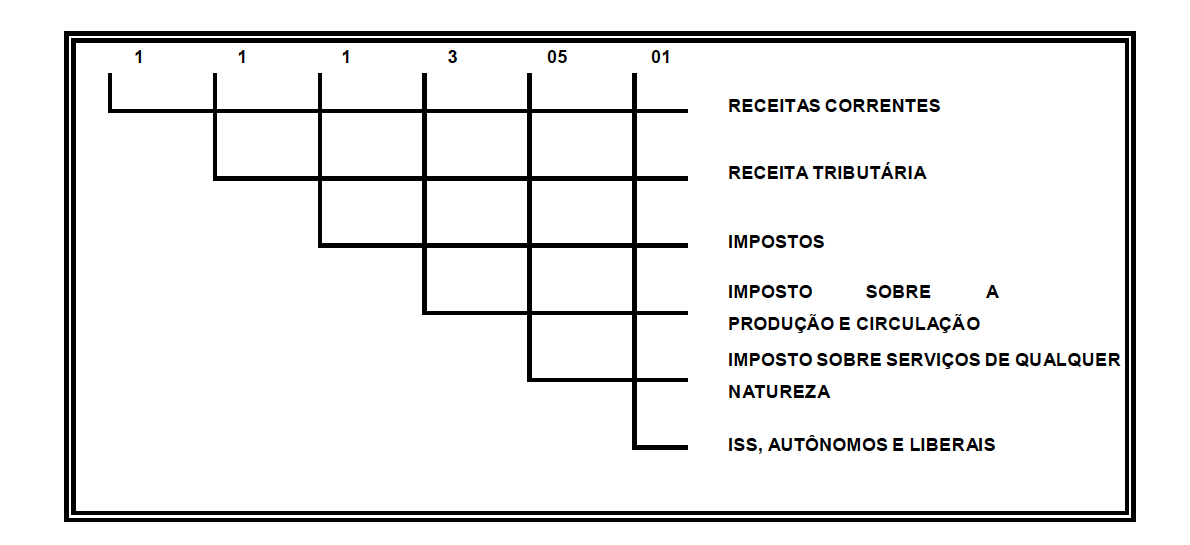 1 1 1 3 05 01
RECEITAS CORRENTES
RECEITA TRIBUTÁRIA
IMPOSTOS
IMPOSTO SOBRE A
PRODUÇÃO E CIRCULAÇÃO
IMPOSTO SOBRE SERVIÇOS DE QUALQUER
NATUREZA
ISS, AUTÔNOMOS E LIBERAIS